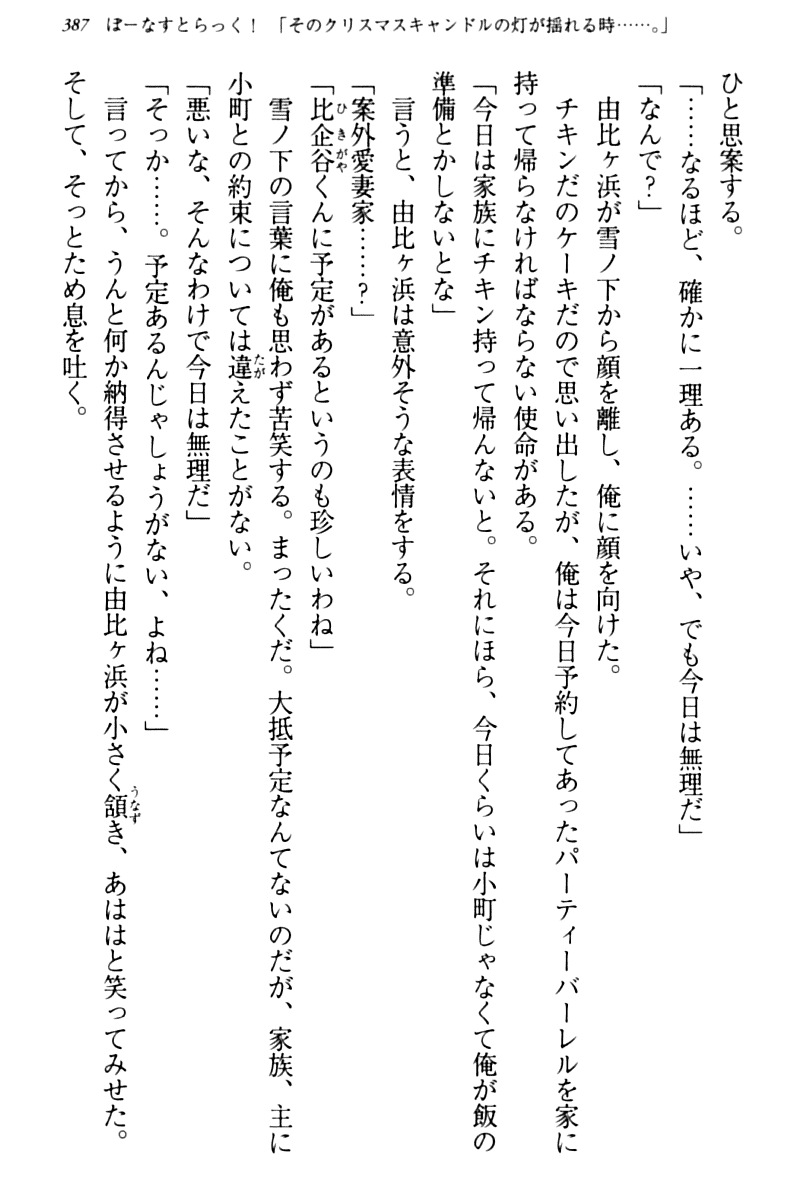 387　ぼーなすとらっく！　「そのクリスマスキャンドルの灯が揺れる時……。」
ひと思案する。
「……なるほど、確かに一理ある。……いや、でも今日は無理だ」
「なんで？」
　由比ヶ浜が雪ノ下から顔を離し、俺に顔を向けた。
　チキンだのケーキだので思い出したが、俺は今日予約してあったパーティーバーレルを家に
持って帰らなければならない使命がある。
「今日は家族にチキン持って帰んないと。それにほら、今日くらいは小町じゃなくて俺が飯の
準備とかしないとな」
　言うと、由比ヶ浜は意外そうな表情をする。
「案外愛妻家……？」
「比企谷くんに予定があるというのも珍しいわね」
　雪ノ下の言葉に俺も思わず苦笑する。まったくだ。大抵予定なんてないのだが、家族、主に
小町との約束については違えたことがない。
「悪いな、そんなわけで今日は無理だ」
「そっか……。予定あるんじゃしょうがない、よね……」
　言ってから、うんと何か納得させるように由比ヶ浜が小さく頷き、あははと笑ってみせた。
そして、そっとため息を吐く。